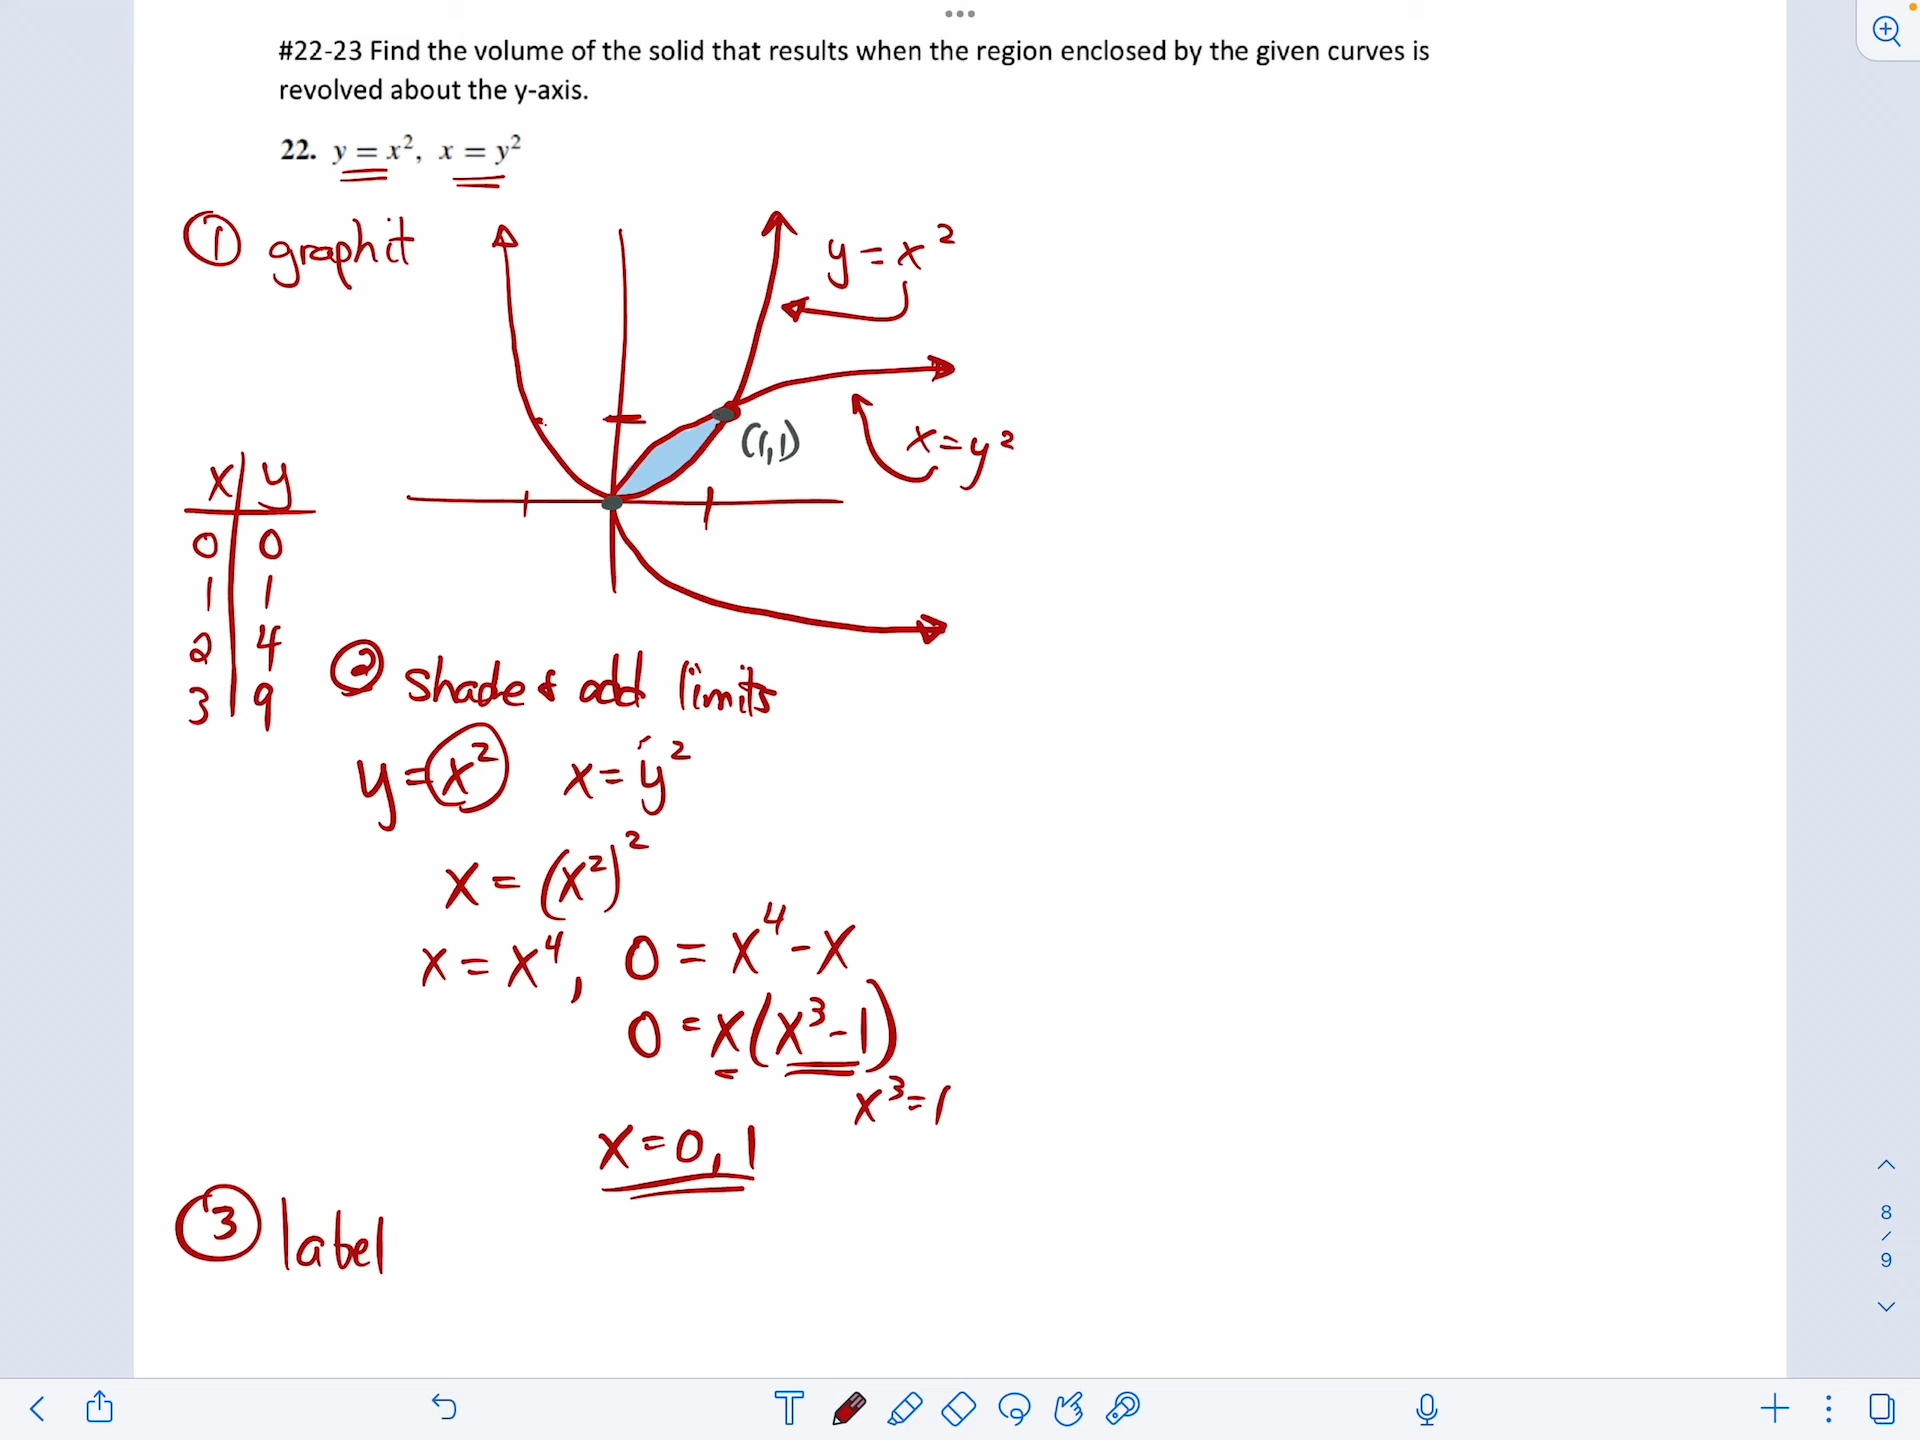 #22-23 Find the volume of the solid that results when the region enclosed by the given curves is
revolved about the y-axis.
22. y = x², x = y²
① graph it
y = x²
x = y²
(1,1)
x | y
0 | 0
1 | 1
2 | 4
3 | 9
② shade & add limits
y = x² x = y²
x = (x²)²
x = x⁴, 0 = x⁴ - x
0 = x(x³-1)
x³=1
x=0, 1
③ label
8
/
9
T